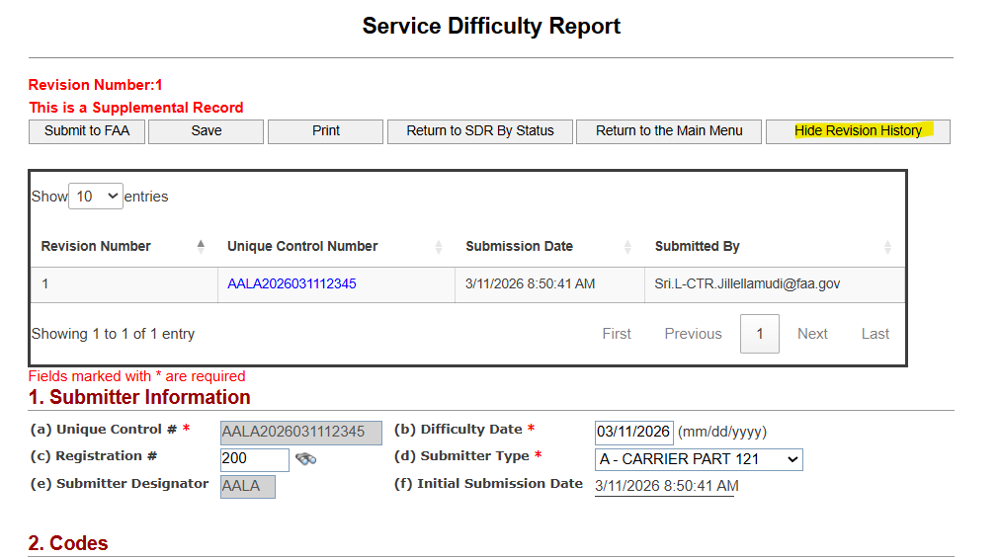 Service Difficulty Report
Revision Number:1
This is a Supplemental Record
Submit to FAA Save Print Return to SDR By Status Return to the Main Menu Hide Revision History
Show 10 entries
Revision Number Unique Control Number Submission Date Submitted By
1 AALA2026031112345 3/11/2026 8:50:41 AM Sri.L-CTR.Jillellamudi@faa.gov
Showing 1 to 1 of 1 entry First Previous 1 Next Last
Fields marked with * are required
1. Submitter Information
(a) Unique Control # * AALA2026031112345 (b) Difficulty Date * 03/11/2026 (mm/dd/yyyy)
(c) Registration # 200 (d) Submitter Type * A - CARRIER PART 121
(e) Submitter Designator AALA (f) Initial Submission Date 3/11/2026 8:50:41 AM
2. Codes